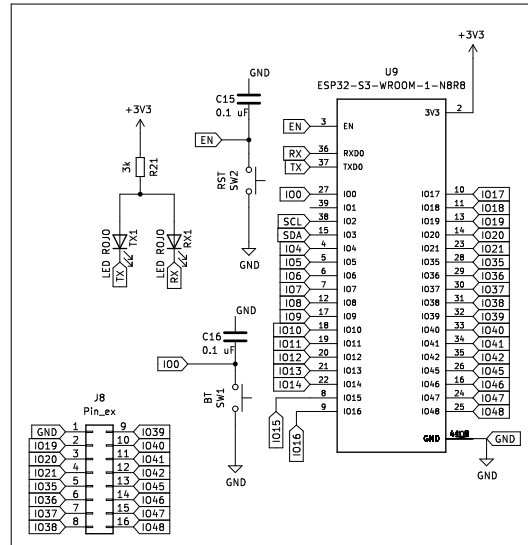 +3V3
3k
R21
LED ROJO
TX1
TX
LED ROJO
RX1
RX
GND
C15
0.1 uF
EN
RST
SW2
GND
GND
C16
0.1 uF
IO0
BT
SW1
GND
J8
Pin_ex
GND 1 9 IO39
IO19 2 10 IO40
IO20 3 11 IO41
IO21 4 12 IO42
IO35 5 13 IO45
IO36 6 14 IO46
IO37 7 15 IO47
IO38 8 16 IO48
+3V3
U9
ESP32-S3-WROOM-1-N8R8
3V3 2
EN 3 EN
RX 36 RXD0
TX 37 TXD0
IO0 27 IO0 IO17 10 IO17
39 IO1 IO18 11 IO18
SCL 38 IO2 IO19 13 IO19
SDA 15 IO3 IO20 14 IO20
IO4 4 IO4 IO21 23 IO21
IO5 5 IO5 IO35 28 IO35
IO6 6 IO6 IO36 29 IO36
IO7 7 IO7 IO37 30 IO37
IO8 12 IO8 IO38 31 IO38
IO9 17 IO9 IO39 32 IO39
IO10 18 IO10 IO40 33 IO40
IO11 19 IO11 IO41 34 IO41
IO12 20 IO12 IO42 35 IO42
IO13 21 IO13 IO45 26 IO45
IO14 22 IO14 IO46 16 IO46
8 IO15 IO47 24 IO47
9 IO16 IO48 25 IO48
IO15
IO16
GND GND
GND